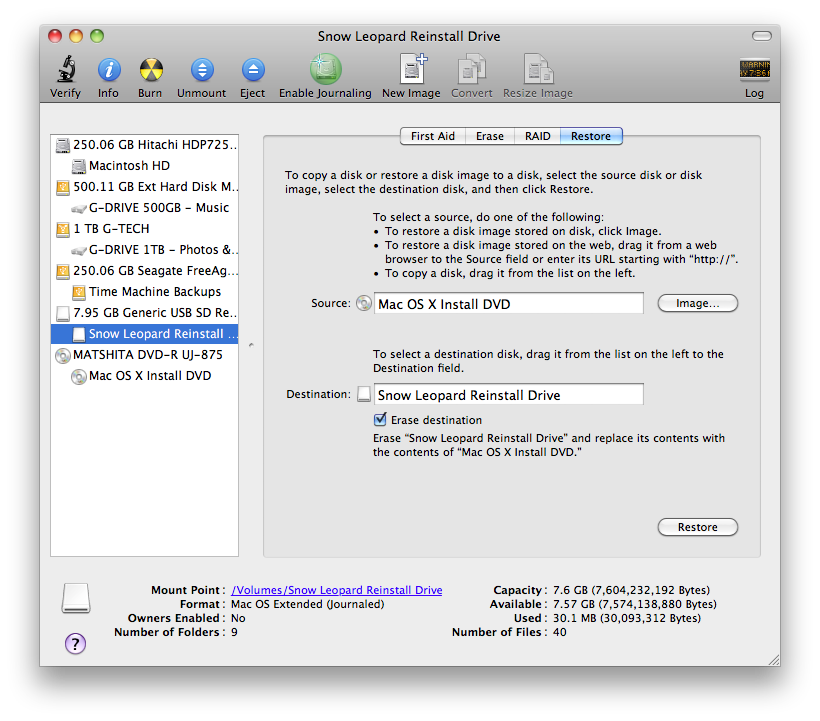 Snow Leopard Reinstall Drive
Verify Info Burn Unmount Eject Enable Journaling New Image Convert Resize Image Log
WARNIN
First Aid Erase RAID Restore
250.06 GB Hitachi HDP725...
Macintosh HD
500.11 GB Ext Hard Disk M...
G-DRIVE 500GB – Music
1 TB G-TECH
G-DRIVE 1TB – Photos &...
250.06 GB Seagate FreeAg...
Time Machine Backups
7.95 GB Generic USB SD Re...
Snow Leopard Reinstall ...
MATSHITA DVD-R UJ-875
Mac OS X Install DVD
To copy a disk or restore a disk image to a disk, select the source disk or disk
image, select the destination disk, and then click Restore.
To select a source, do one of the following:
• To restore a disk image stored on disk, click Image.
• To restore a disk image stored on the web, drag it from a web
browser to the Source field or enter its URL starting with “http://”.
• To copy a disk, drag it from the list on the left.
Source: Mac OS X Install DVD Image...
To select a destination disk, drag it from the list on the left to the
Destination field.
Destination: Snow Leopard Reinstall Drive
Erase destination
Erase “Snow Leopard Reinstall Drive” and replace its contents with
the contents of “Mac OS X Install DVD.”
Restore
Mount Point : /Volumes/Snow Leopard Reinstall Drive
Format : Mac OS Extended (Journaled)
Owners Enabled : No
Number of Folders : 9
Capacity : 7.6 GB (7,604,232,192 Bytes)
Available : 7.57 GB (7,574,138,880 Bytes)
Used : 30.1 MB (30,093,312 Bytes)
Number of Files : 40
?